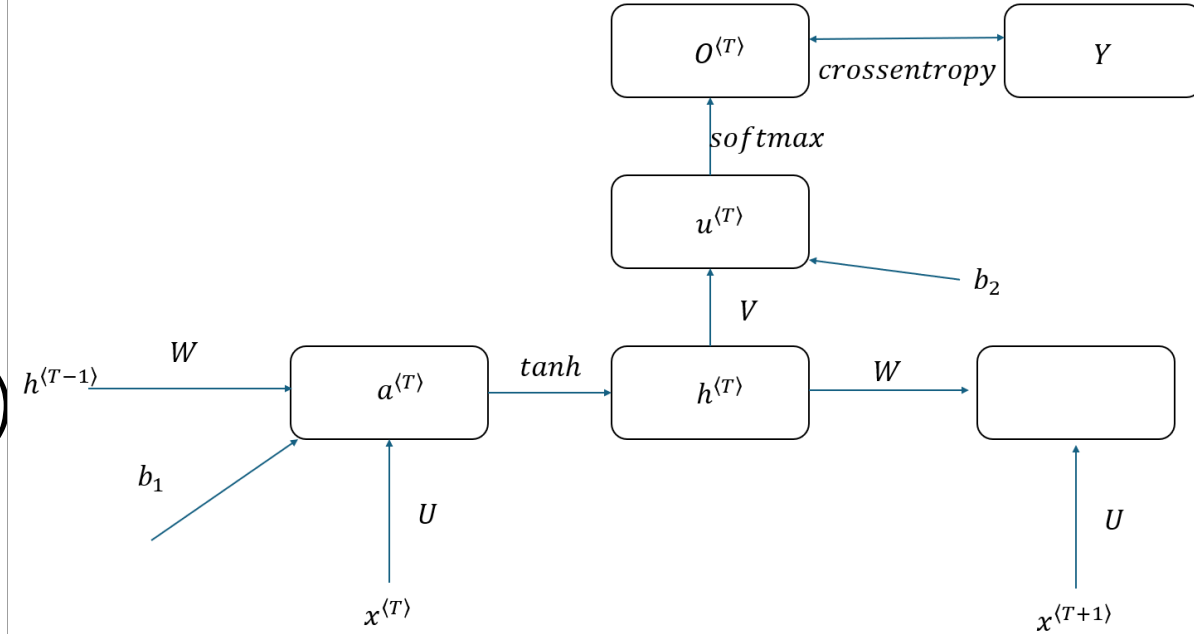 O⟨T⟩
Y
crossentropy
softmax
u⟨T⟩
b₂
V
h⟨T−1⟩
W
a⟨T⟩
tanh
h⟨T⟩
W
b₁
U
U
x⟨T⟩
x⟨T+1⟩